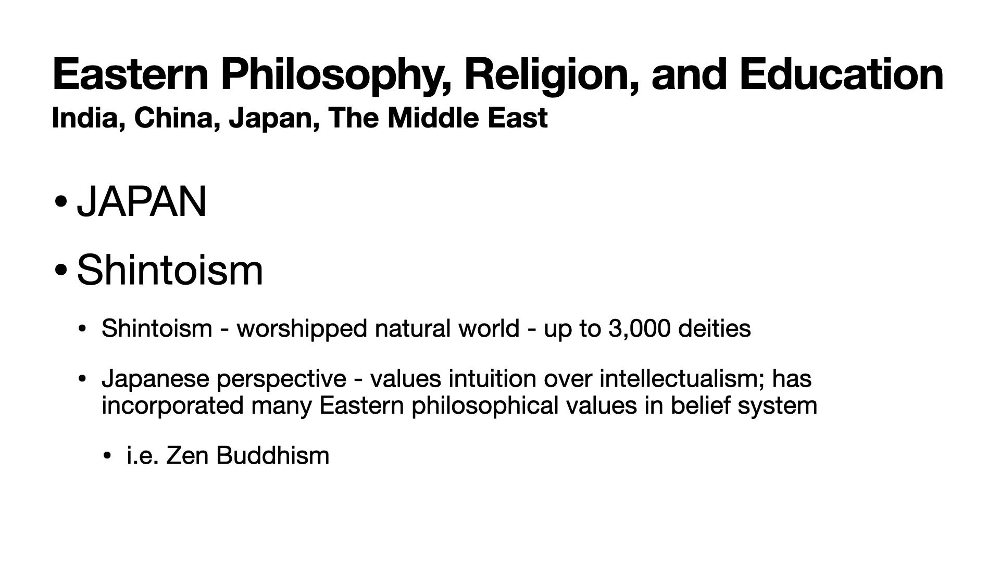 Eastern Philosophy, Religion, and Education
India, China, Japan, The Middle East
• JAPAN
• Shintoism
• Shintoism - worshipped natural world - up to 3,000 deities
• Japanese perspective - values intuition over intellectualism; has
incorporated many Eastern philosophical values in belief system
• i.e. Zen Buddhism